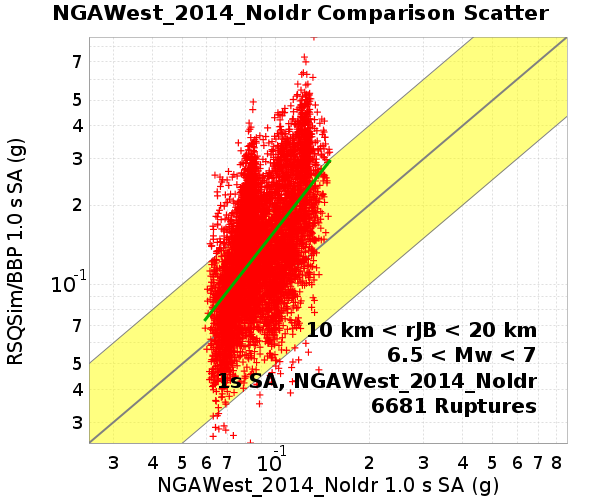 NGAWest_2014_NoIdr Comparison Scatter
RSQSim/BBP 1.0 s SA (g)
7
5
4
3
2
10-1
7
5
4
3
10 km < rJB < 20 km
6.5 < Mw < 7
1s SA, NGAWest_2014_NoIdr
6681 Ruptures
3 4 5 6 7 10-1 2 3 4 5 6 7 8
NGAWest_2014_NoIdr 1.0 s SA (g)